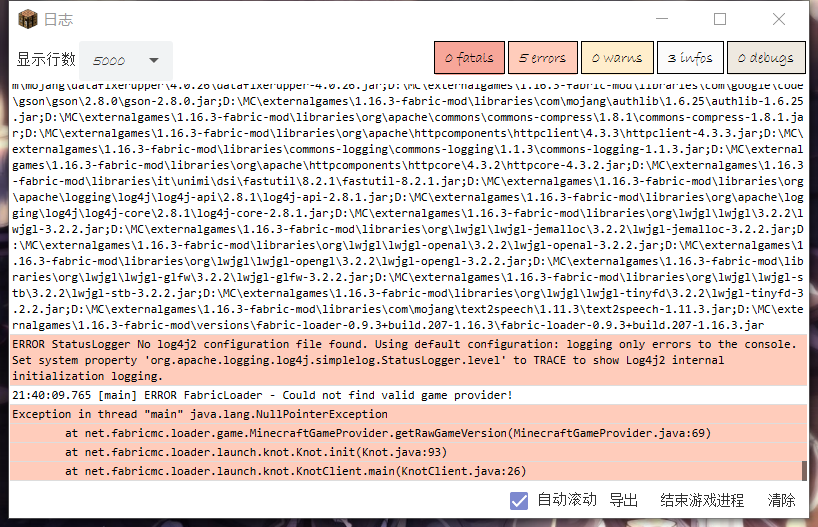 日志
显示行数 5000
0 fatals 5 errors 0 warns 3 infos 0 debugs
m\mojang\datafixerupper\4.0.26\datafixerupper-4.0.26.jar;D:\MC\externalgames\1.16.3-fabric-mod\libraries\com\google\code
\gson\gson\2.8.0\gson-2.8.0.jar;D:\MC\externalgames\1.16.3-fabric-mod\libraries\com\mojang\authlib\1.6.25\authlib-1.6.25
.jar;D:\MC\externalgames\1.16.3-fabric-mod\libraries\org\apache\commons\commons-compress\1.8.1\commons-compress-1.8.1.ja
r;D:\MC\externalgames\1.16.3-fabric-mod\libraries\org\apache\httpcomponents\httpclient\4.3.3\httpclient-4.3.3.jar;D:\MC\
externalgames\1.16.3-fabric-mod\libraries\commons-logging\commons-logging\1.1.3\commons-logging-1.1.3.jar;D:\MC\external
games\1.16.3-fabric-mod\libraries\org\apache\httpcomponents\httpcore\4.3.2\httpcore-4.3.2.jar;D:\MC\externalgames\1.16.3
-fabric-mod\libraries\it\unimi\dsi\fastutil\8.2.1\fastutil-8.2.1.jar;D:\MC\externalgames\1.16.3-fabric-mod\libraries\org
\apache\logging\log4j\log4j-api\2.8.1\log4j-api-2.8.1.jar;D:\MC\externalgames\1.16.3-fabric-mod\libraries\org\apache\log
ging\log4j\log4j-core\2.8.1\log4j-core-2.8.1.jar;D:\MC\externalgames\1.16.3-fabric-mod\libraries\org\lwjgl\lwjgl\3.2.2\l
wjgl-3.2.2.jar;D:\MC\externalgames\1.16.3-fabric-mod\libraries\org\lwjgl\lwjgl-jemalloc\3.2.2\lwjgl-jemalloc-3.2.2.jar;D
:\MC\externalgames\1.16.3-fabric-mod\libraries\org\lwjgl\lwjgl-openal\3.2.2\lwjgl-openal-3.2.2.jar;D:\MC\externalgames\1
.16.3-fabric-mod\libraries\org\lwjgl\lwjgl-opengl\3.2.2\lwjgl-opengl-3.2.2.jar;D:\MC\externalgames\1.16.3-fabric-mod\lib
raries\org\lwjgl\lwjgl-glfw\3.2.2\lwjgl-glfw-3.2.2.jar;D:\MC\externalgames\1.16.3-fabric-mod\libraries\org\lwjgl\lwjgl-s
tb\3.2.2\lwjgl-stb-3.2.2.jar;D:\MC\externalgames\1.16.3-fabric-mod\libraries\org\lwjgl\lwjgl-tinyfd\3.2.2\lwjgl-tinyfd-3
.2.2.jar;D:\MC\externalgames\1.16.3-fabric-mod\libraries\com\mojang\text2speech\1.11.3\text2speech-1.11.3.jar;D:\MC\exte
rnalgames\1.16.3-fabric-mod\versions\fabric-loader-0.9.3+build.207-1.16.3\fabric-loader-0.9.3+build.207-1.16.3.jar
ERROR StatusLogger No log4j2 configuration file found. Using default configuration: logging only errors to the console.
Set system property 'org.apache.logging.log4j.simplelog.StatusLogger.level' to TRACE to show Log4j2 internal
initialization logging.
21:40:09.765 [main] ERROR FabricLoader - Could not find valid game provider!
Exception in thread "main" java.lang.NullPointerException
at net.fabricmc.loader.game.MinecraftGameProvider.getRawGameVersion(MinecraftGameProvider.java:69)
at net.fabricmc.loader.launch.knot.Knot.init(Knot.java:93)
at net.fabricmc.loader.launch.knot.KnotClient.main(KnotClient.java:26)
自动滚动 导出 结束游戏进程 清除